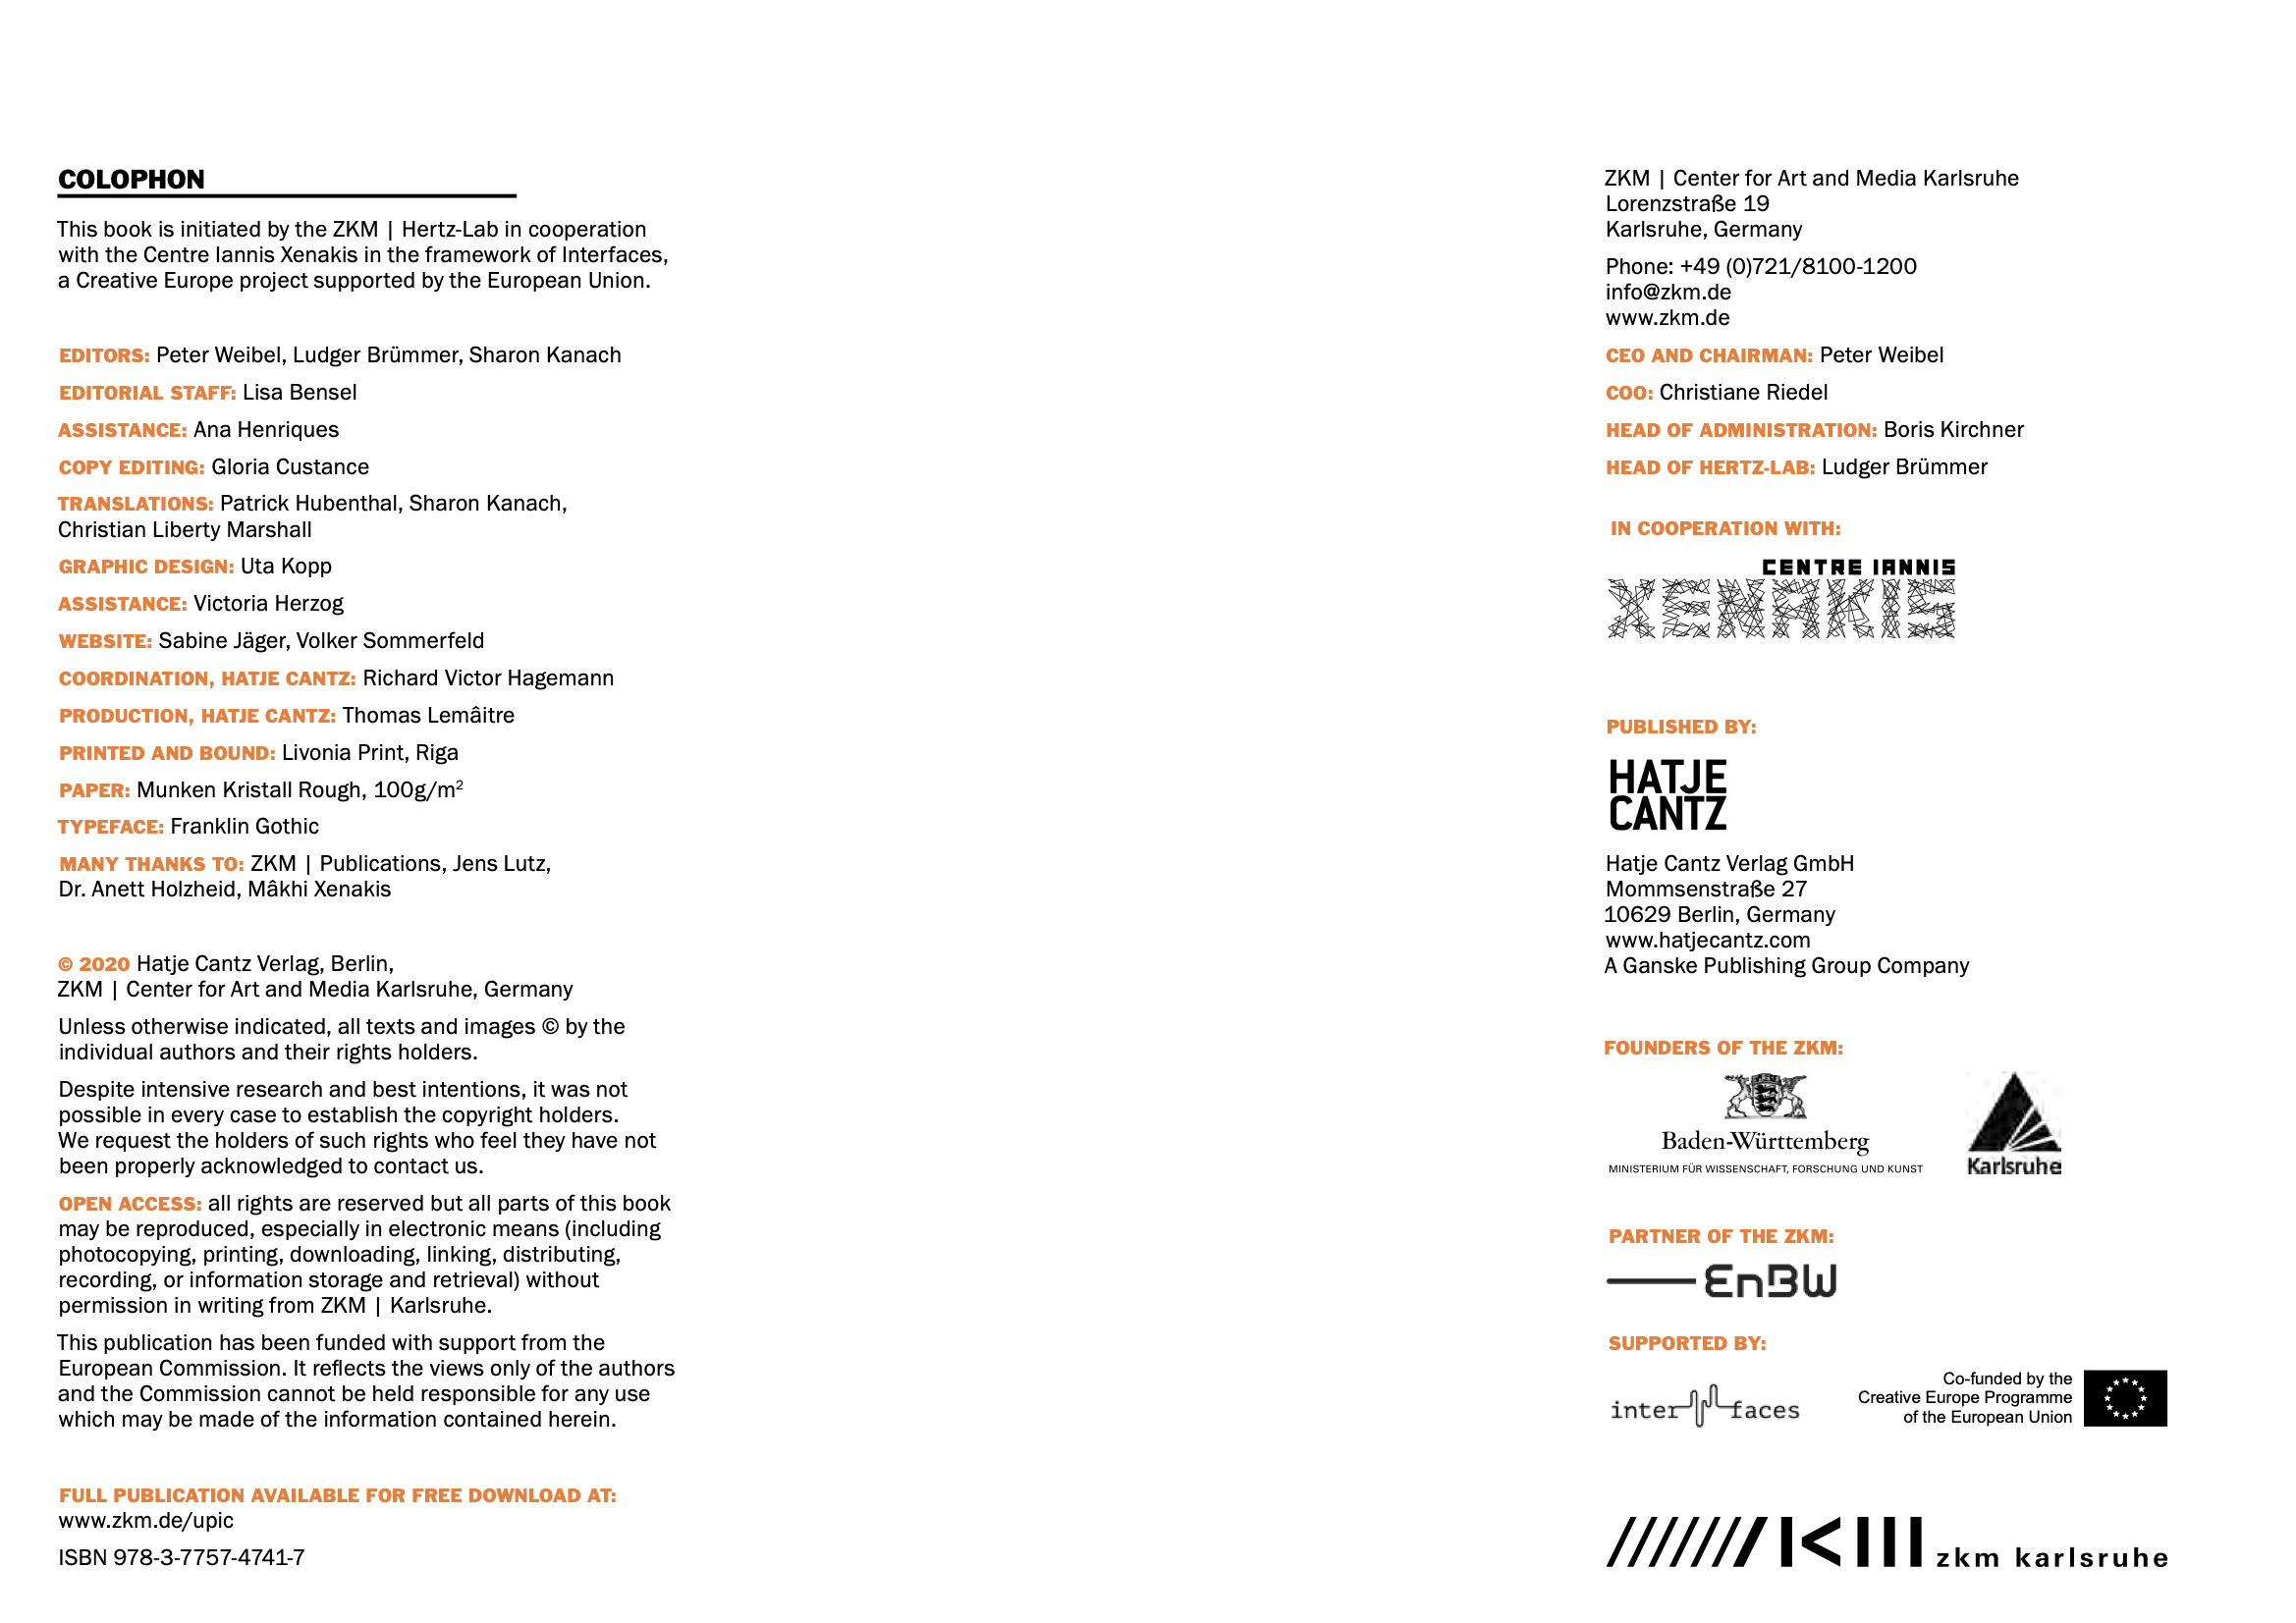 COLOPHON
This book is initiated by the ZKM | Hertz-Lab in cooperation
with the Centre Iannis Xenakis in the framework of Interfaces,
a Creative Europe project supported by the European Union.
EDITORS: Peter Weibel, Ludger Brümmer, Sharon Kanach
EDITORIAL STAFF: Lisa Bensel
ASSISTANCE: Ana Henriques
COPY EDITING: Gloria Custance
TRANSLATIONS: Patrick Hubenthal, Sharon Kanach,
Christian Liberty Marshall
GRAPHIC DESIGN: Uta Kopp
ASSISTANCE: Victoria Herzog
WEBSITE: Sabine Jäger, Volker Sommerfeld
COORDINATION, HATJE CANTZ: Richard Victor Hagemann
PRODUCTION, HATJE CANTZ: Thomas Lemâitre
PRINTED AND BOUND: Livonia Print, Riga
PAPER: Munken Kristall Rough, 100g/m²
TYPEFACE: Franklin Gothic
MANY THANKS TO: ZKM | Publications, Jens Lutz,
Dr. Anett Holzheid, Mâkhi Xenakis
© 2020 Hatje Cantz Verlag, Berlin,
ZKM | Center for Art and Media Karlsruhe, Germany
Unless otherwise indicated, all texts and images © by the
individual authors and their rights holders.
Despite intensive research and best intentions, it was not
possible in every case to establish the copyright holders.
We request the holders of such rights who feel they have not
been properly acknowledged to contact us.
OPEN ACCESS: all rights are reserved but all parts of this book
may be reproduced, especially in electronic means (including
photocopying, printing, downloading, linking, distributing,
recording, or information storage and retrieval) without
permission in writing from ZKM | Karlsruhe.
This publication has been funded with support from the
European Commission. It reflects the views only of the authors
and the Commission cannot be held responsible for any use
which may be made of the information contained herein.
FULL PUBLICATION AVAILABLE FOR FREE DOWNLOAD AT:
www.zkm.de/upic
ISBN 978-3-7757-4741-7
ZKM | Center for Art and Media Karlsruhe
Lorenzstraße 19
Karlsruhe, Germany
Phone: +49 (0)721/8100-1200
info@zkm.de
www.zkm.de
CEO AND CHAIRMAN: Peter Weibel
COO: Christiane Riedel
HEAD OF ADMINISTRATION: Boris Kirchner
HEAD OF HERTZ-LAB: Ludger Brümmer
IN COOPERATION WITH:
CENTRE IANNIS
XENAKIS
PUBLISHED BY:
HATJE
CANTZ
Hatje Cantz Verlag GmbH
Mommsenstraße 27
10629 Berlin, Germany
www.hatjecantz.com
A Ganske Publishing Group Company
FOUNDERS OF THE ZKM:
Baden-Württemberg
MINISTERIUM FÜR WISSENSCHAFT, FORSCHUNG UND KUNST
Karlsruhe
PARTNER OF THE ZKM:
EnBW
SUPPORTED BY:
interfaces
Co-funded by the
Creative Europe Programme
of the European Union
zkm karlsruhe